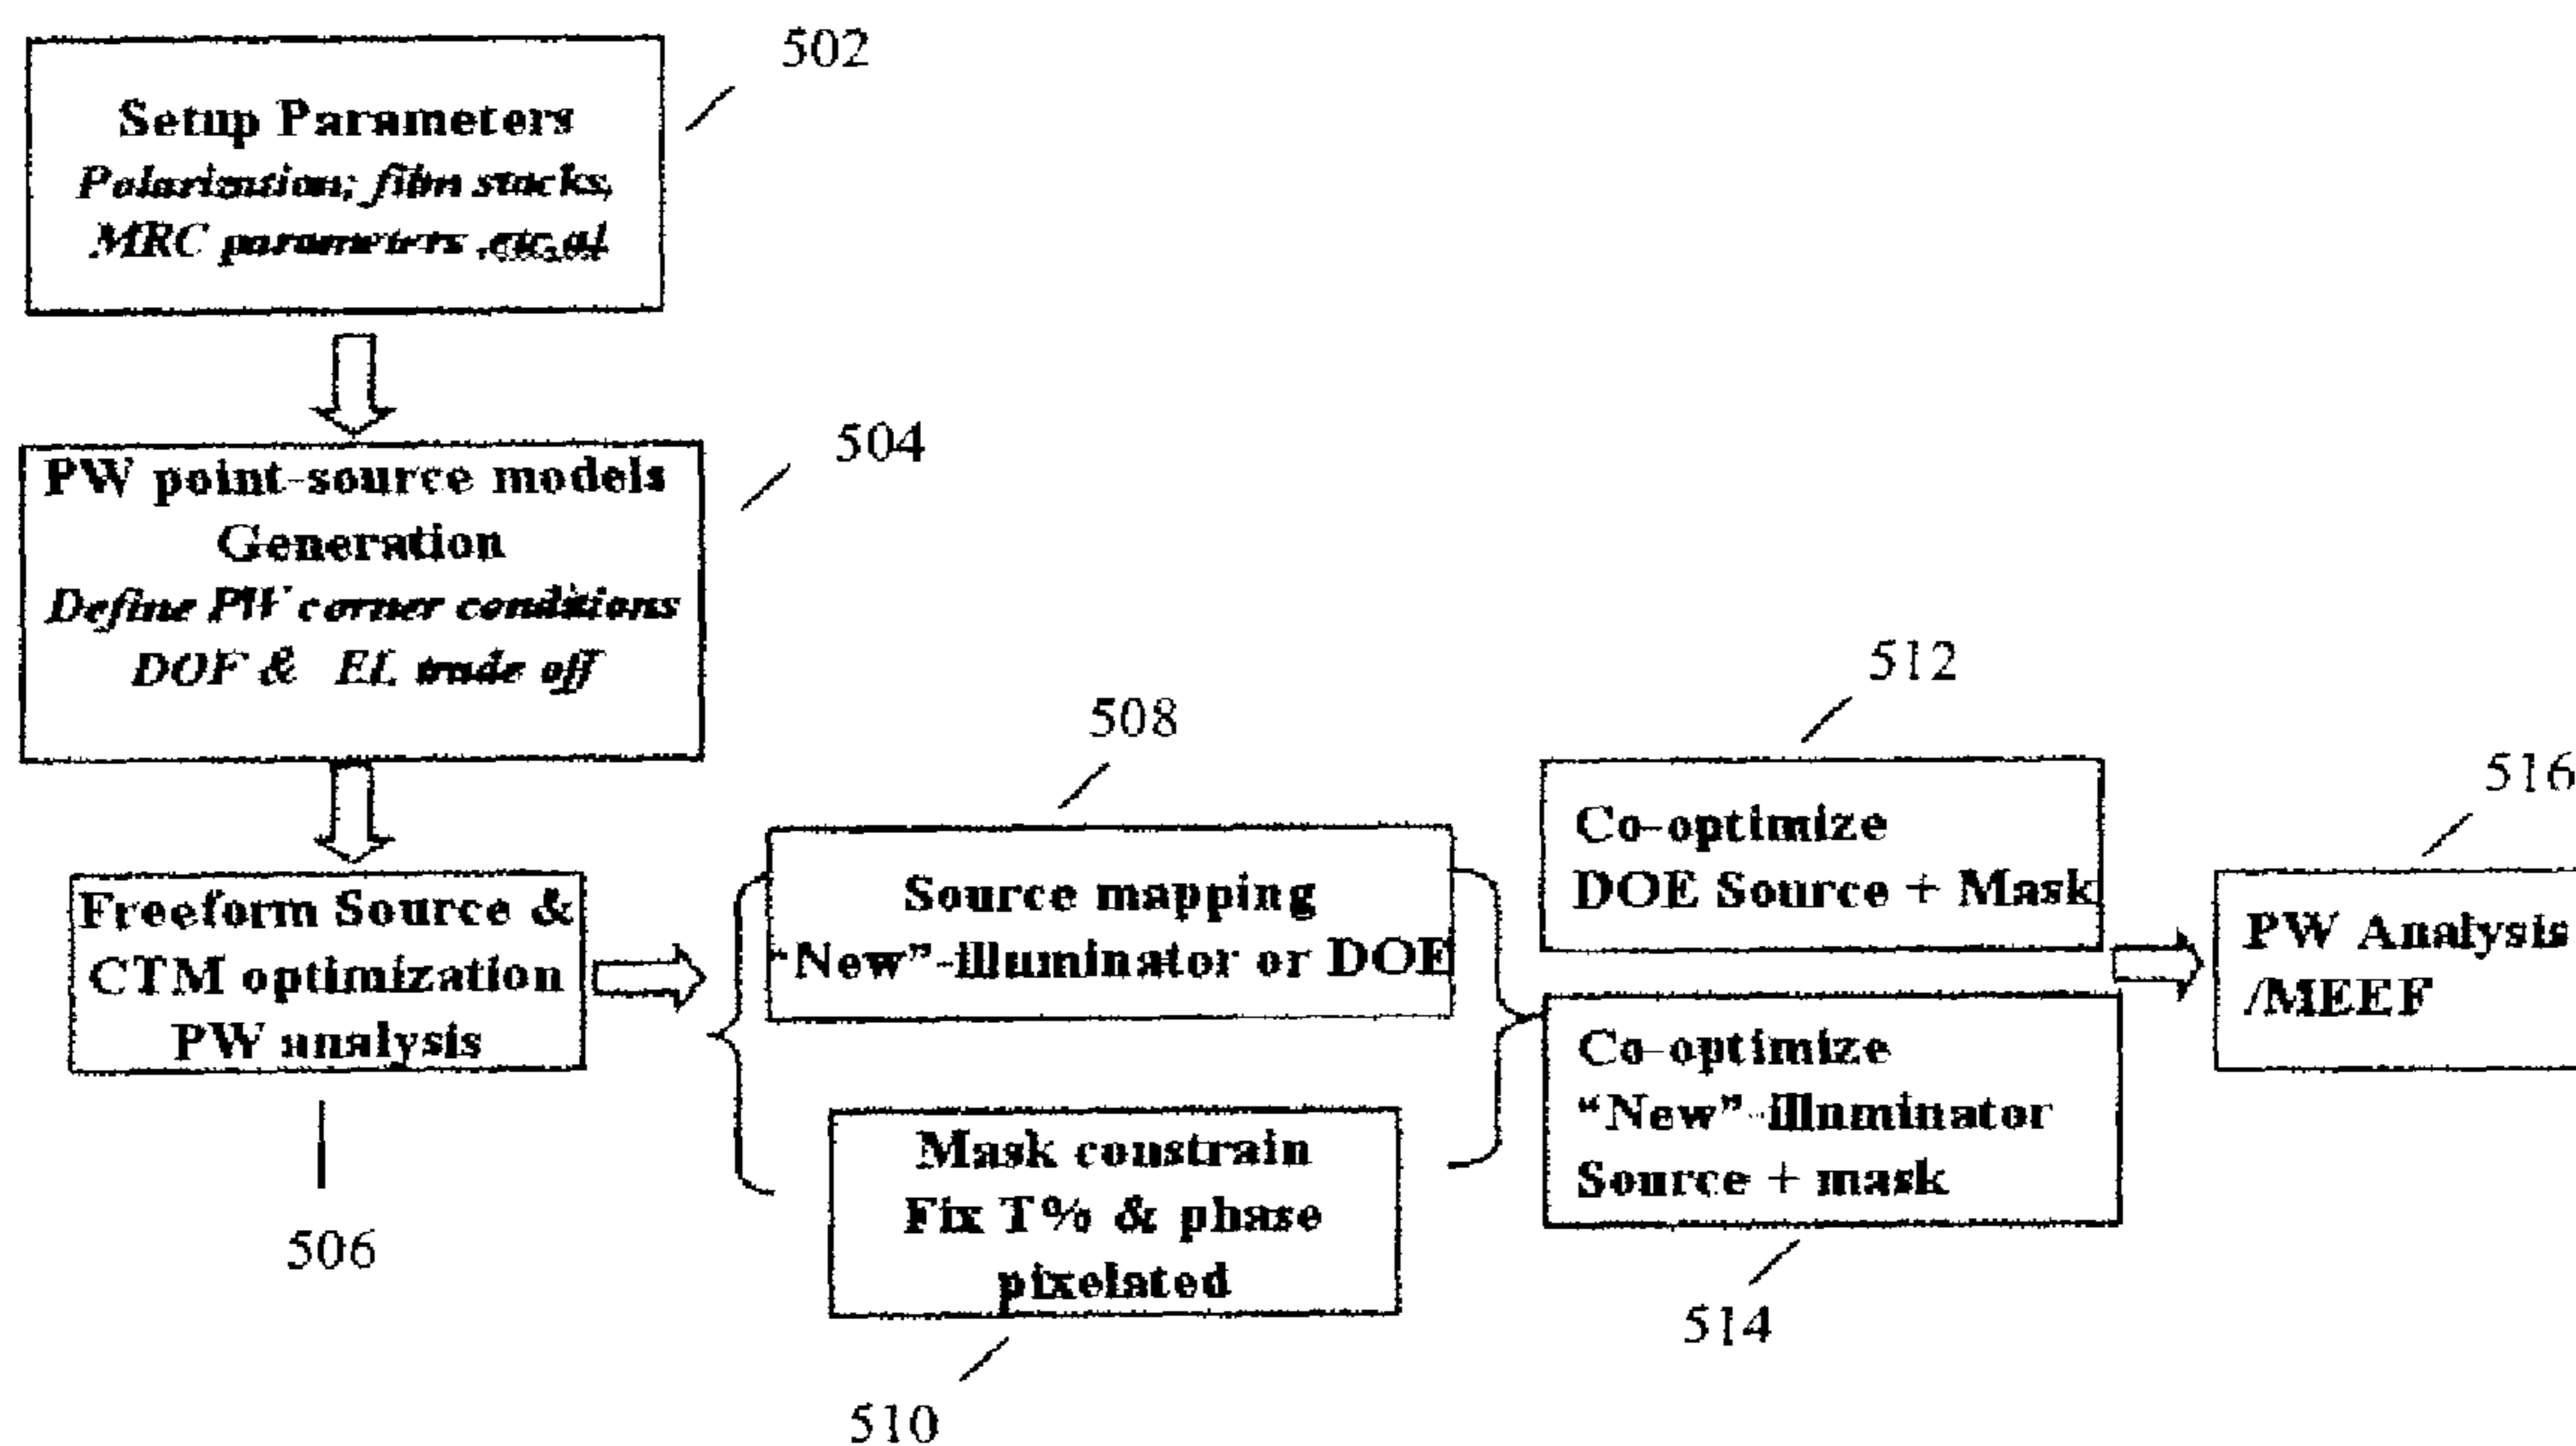 502
Setup Parameters
Polarization; film stacks,
MRC parameters ,etc,al
504
PW point-source models
Generation
Define PW corner conditions
DOF & EL trade off
506
Freeform Source &
CTM optimization
PW analysis
508
Source mapping
“New”-illuminator or DOE
510
Mask constrain
Fix T% & phase
pixelated
512
Co-optimize
DOE Source + Mask
514
Co-optimize
“New”-illuminator
Source + mask
516
PW Analysis
/MEEF